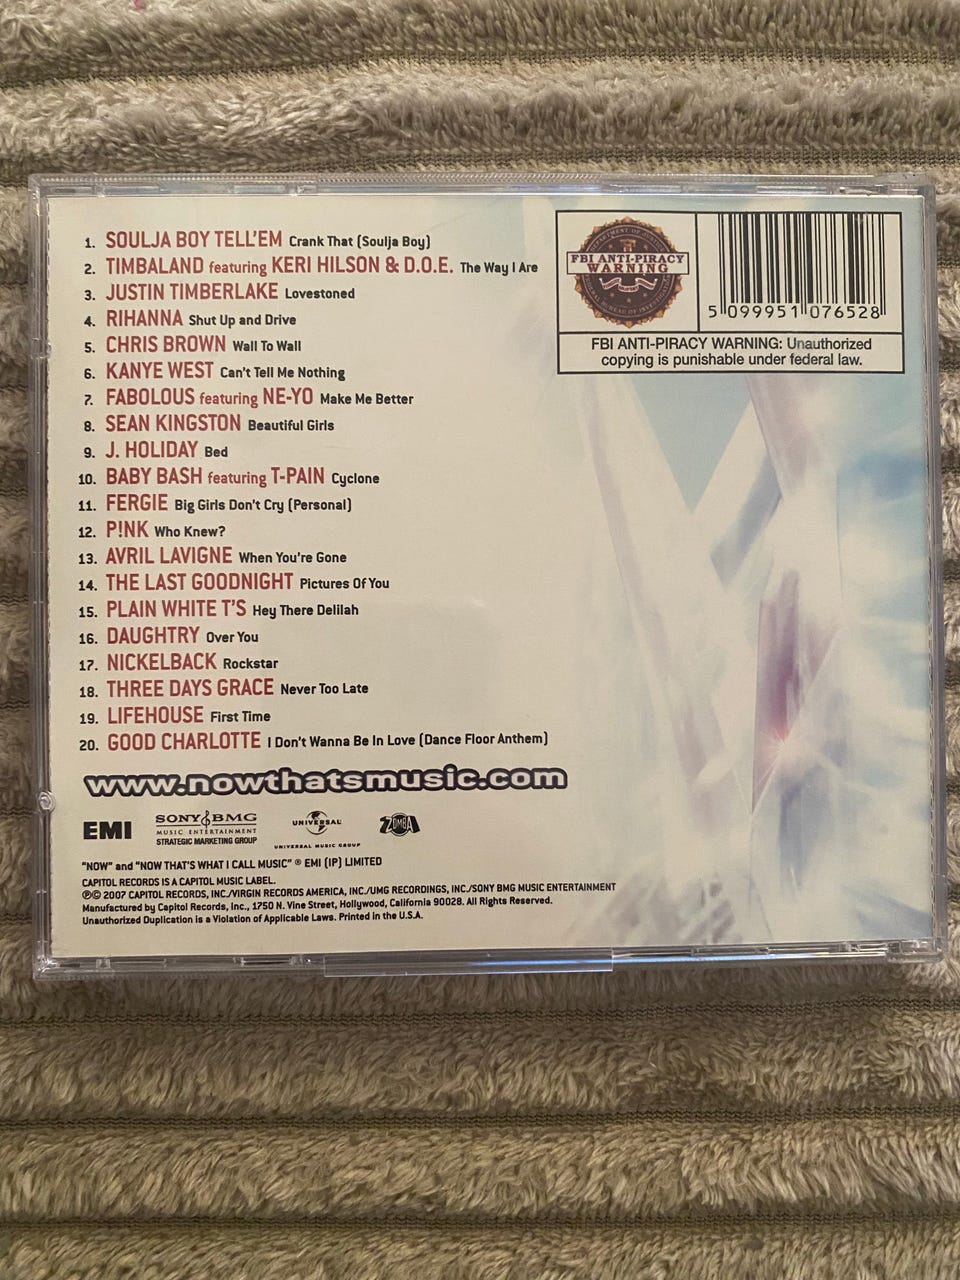 1. SOULJA BOY TELL'EM Crank That (Soulja Boy)
2. TIMBALAND featuring KERI HILSON & D.O.E. The Way I Are
3. JUSTIN TIMBERLAKE Lovestoned
4. RIHANNA Shut Up and Drive
5. CHRIS BROWN Wall To Wall
6. KANYE WEST Can't Tell Me Nothing
7. FABOLOUS featuring NE-YO Make Me Better
8. SEAN KINGSTON Beautiful Girls
9. J. HOLIDAY Bed
10. BABY BASH featuring T-PAIN Cyclone
11. FERGIE Big Girls Don't Cry (Personal)
12. P!NK Who Knew?
13. AVRIL LAVIGNE When You're Gone
14. THE LAST GOODNIGHT Pictures Of You
15. PLAIN WHITE T'S Hey There Delilah
16. DAUGHTRY Over You
17. NICKELBACK Rockstar
18. THREE DAYS GRACE Never Too Late
19. LIFEHOUSE First Time
20. GOOD CHARLOTTE I Don't Wanna Be In Love (Dance Floor Anthem)
DEPARTMENT OF JUSTICE
FBI ANTI-PIRACY
WARNING
FEDERAL BUREAU OF INVESTIGATION
5 099951 076528
FBI ANTI-PIRACY WARNING: Unauthorized
copying is punishable under federal law.
www.nowthatsmusic.com
EMI
SONY BMG
MUSIC ENTERTAINMENT
STRATEGIC MARKETING GROUP
UNIVERSAL
UNIVERSAL MUSIC GROUP
ZOMBA
"NOW" and "NOW THAT'S WHAT I CALL MUSIC" ® EMI (IP) LIMITED
CAPITOL RECORDS IS A CAPITOL MUSIC LABEL.
℗© 2007 CAPITOL RECORDS, INC./VIRGIN RECORDS AMERICA, INC./UMG RECORDINGS, INC./SONY BMG MUSIC ENTERTAINMENT
Manufactured by Capitol Records, Inc., 1750 N. Vine Street, Hollywood, California 90028. All Rights Reserved.
Unauthorized Duplication is a Violation of Applicable Laws. Printed in the U.S.A.